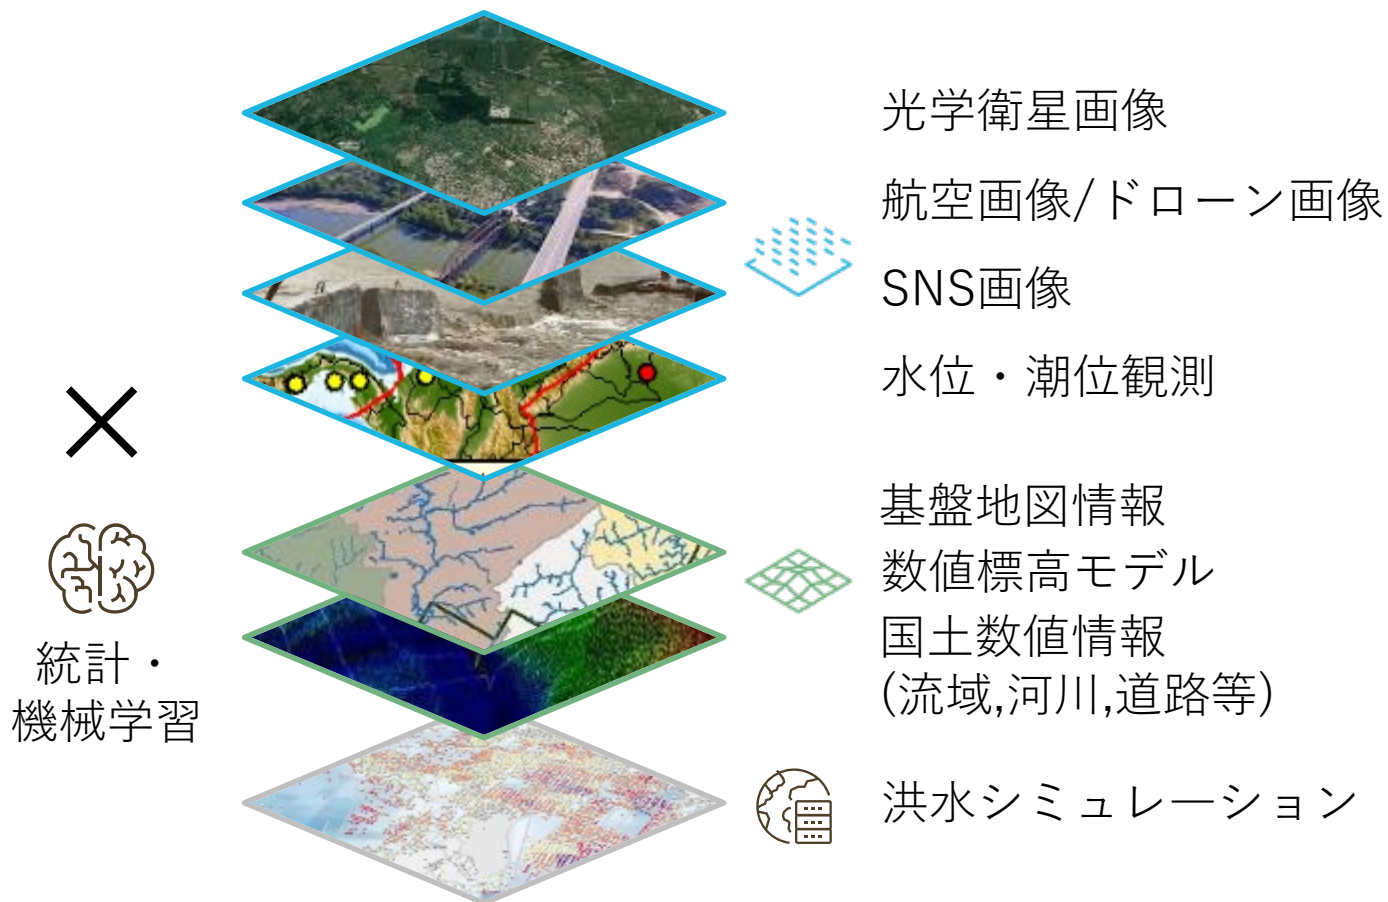 光学衛星画像
航空画像/ドローン画像
SNS画像
水位・潮位観測
基盤地図情報
数値標高モデル
国土数値情報
(流域,河川,道路等)
統計・
機械学習
洪水シミュレーション